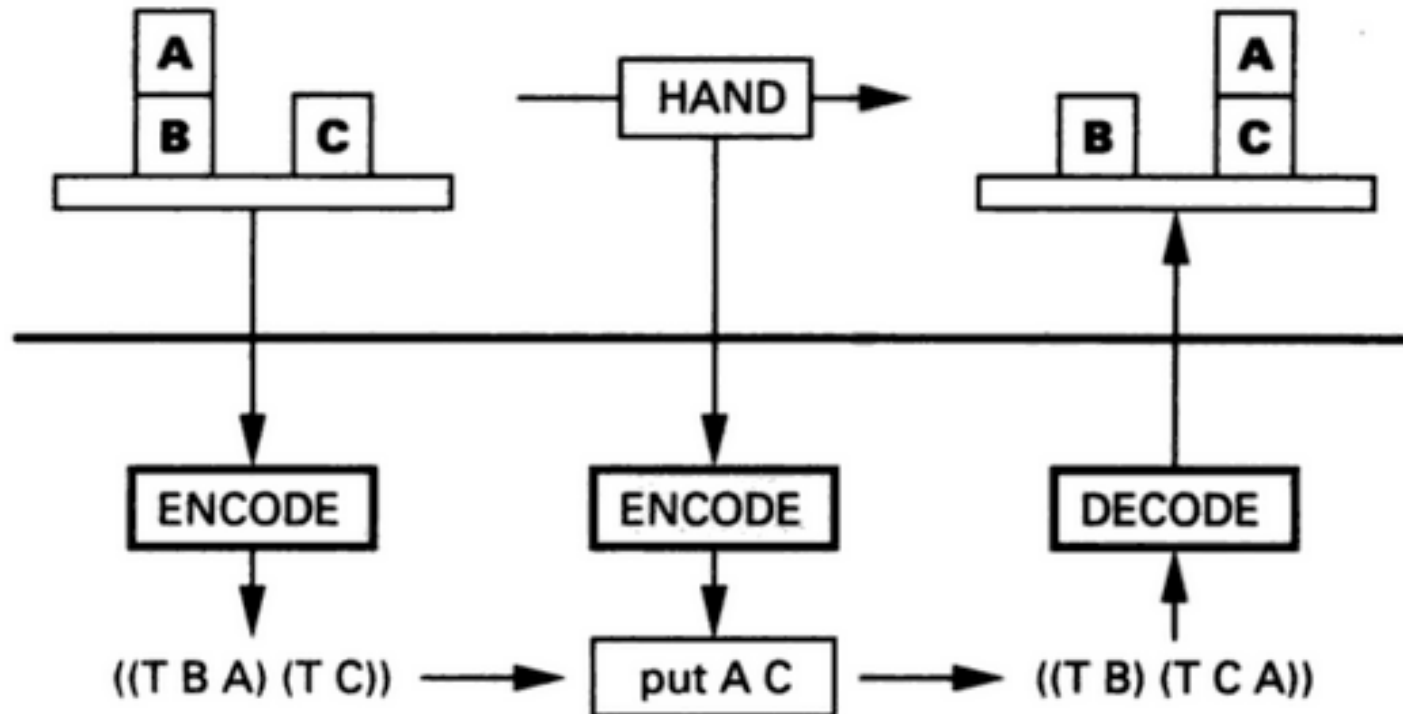 A
B
C
HAND
A
B
C
ENCODE
ENCODE
DECODE
((T B A) (T C))
put A C
((T B) (T C A))